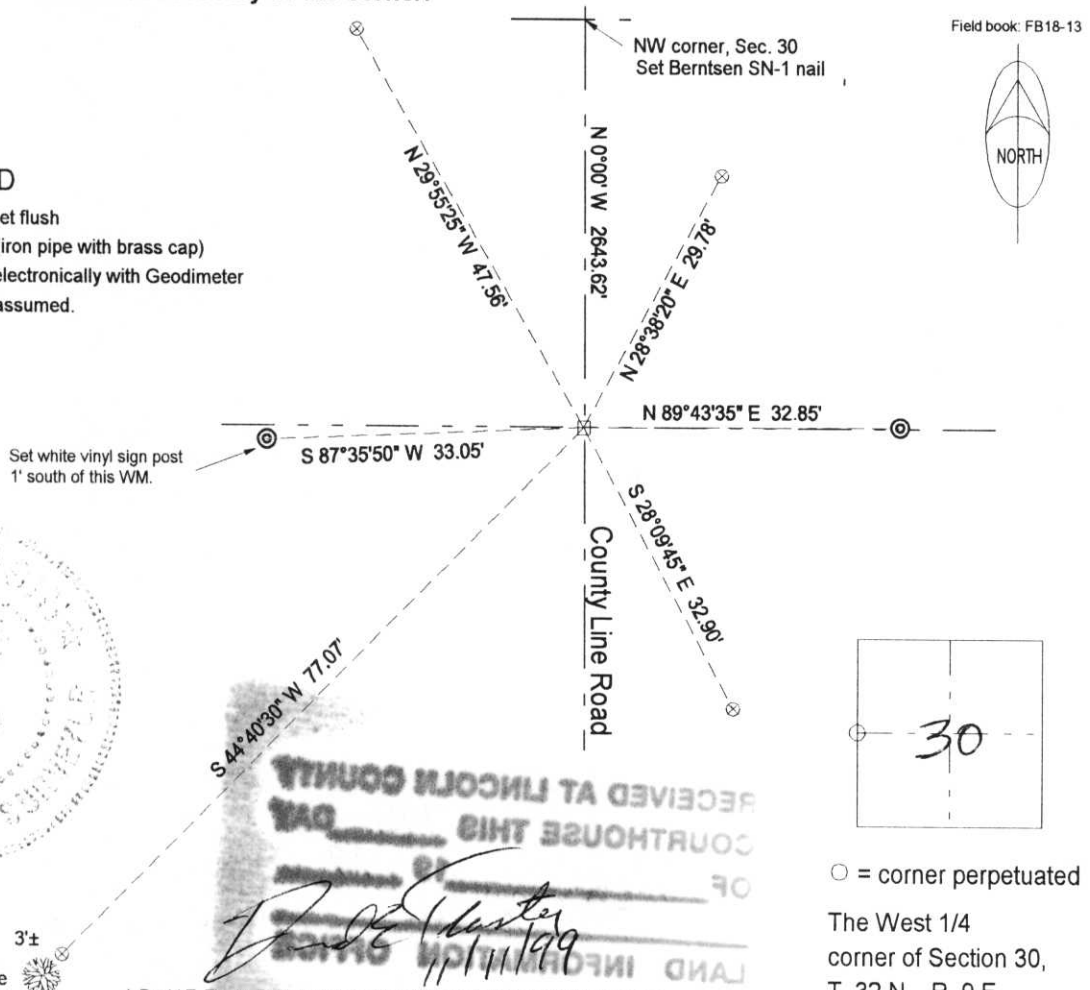 Field book: FB18-13
NW corner, Sec. 30
Set Berntsen SN-1 nail
NORTH
N 0°00' W 2643.62'
N 29°55'25" W 47.56'
N 28°38'20" E 29.78'
D
et flush
iron pipe with brass cap)
electronically with Geodimeter
assumed.
N 89°43'35" E 32.85'
S 87°35'50" W 33.05'
Set white vinyl sign post
1' south of this WM.
S 28°09'45" E 32.90'
County Line Road
S 44°40'30" W 77.07'
30
RECEIVED AT LINCOLN COUNTY
COURTHOUSE THIS DAY
OF 19
LAND INFORMATION OFFICE
11/11/99
○ = corner perpetuated
The West 1/4
corner of Section 30,
3'±
e